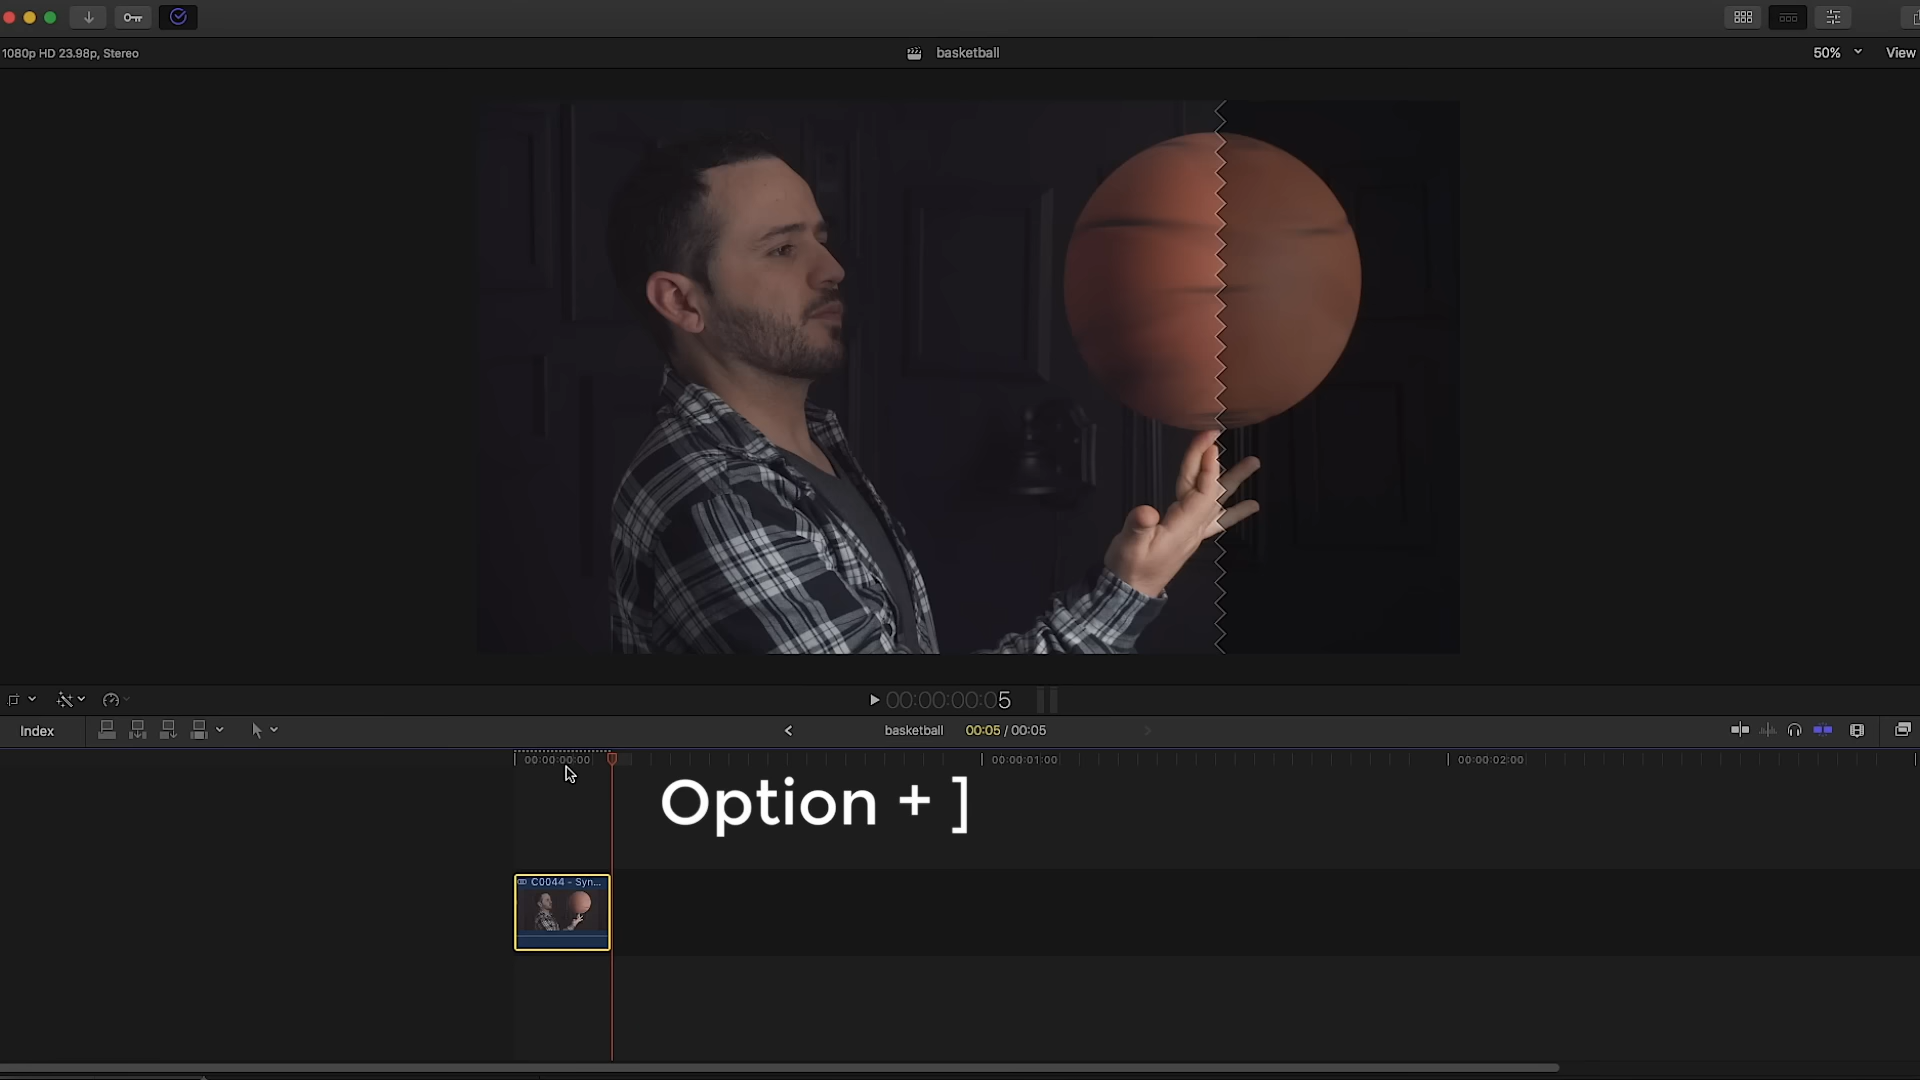 1080p HD 23.98p, Stereo
basketball
50%
View
00:00:00:05
Index
basketball
00:05 / 00:05
00:00:00:00
00:00:01:00
00:00:02:00
Option + ]
C0044 - Syn...